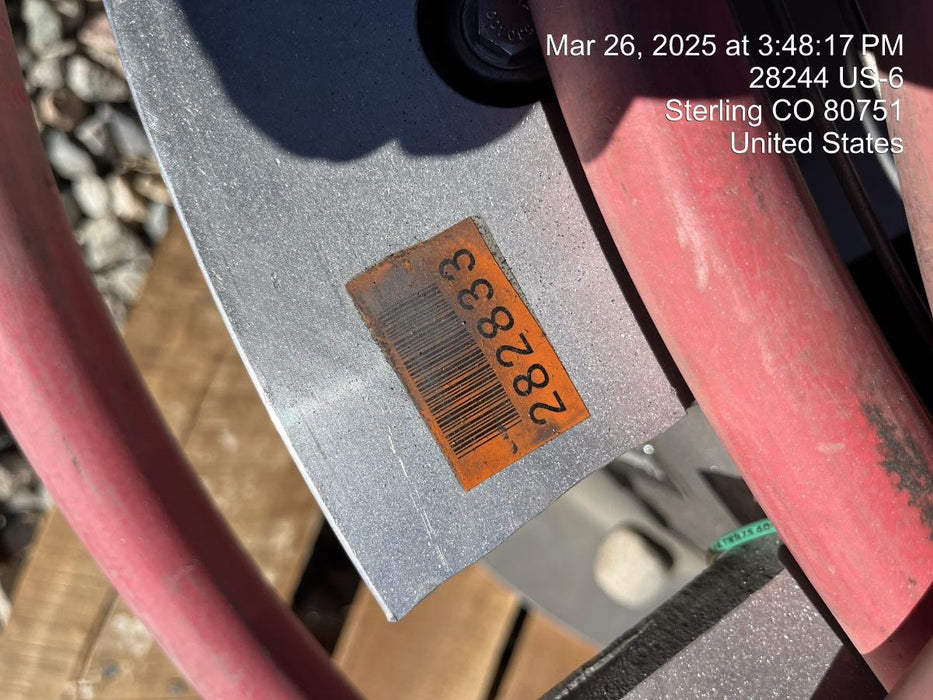 Mar 26, 2025 at 3:48:17 PM
28244 US-6
Sterling CO 80751
United States
282833